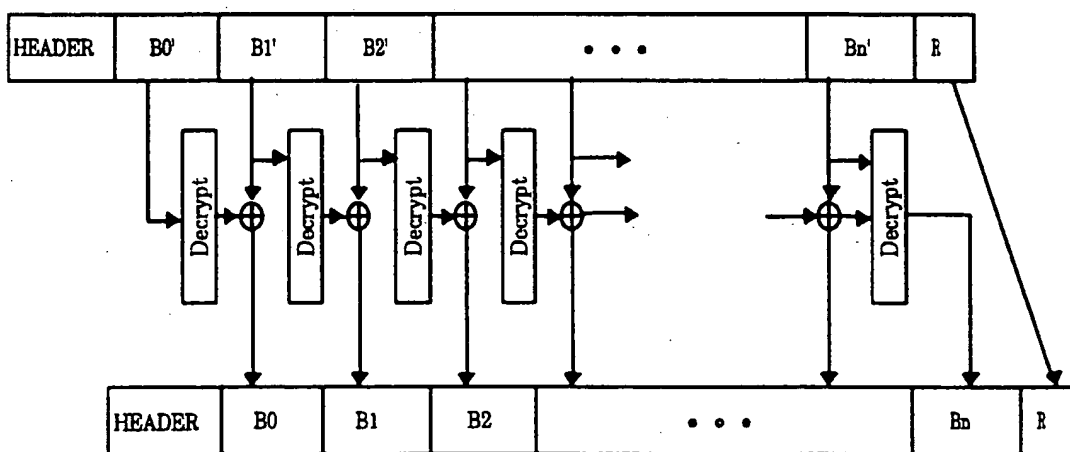 HEADER B0' B1' B2' • • • Bn' R
Decrypt Decrypt Decrypt Decrypt Decrypt
HEADER B0 B1 B2 • • • Bn R